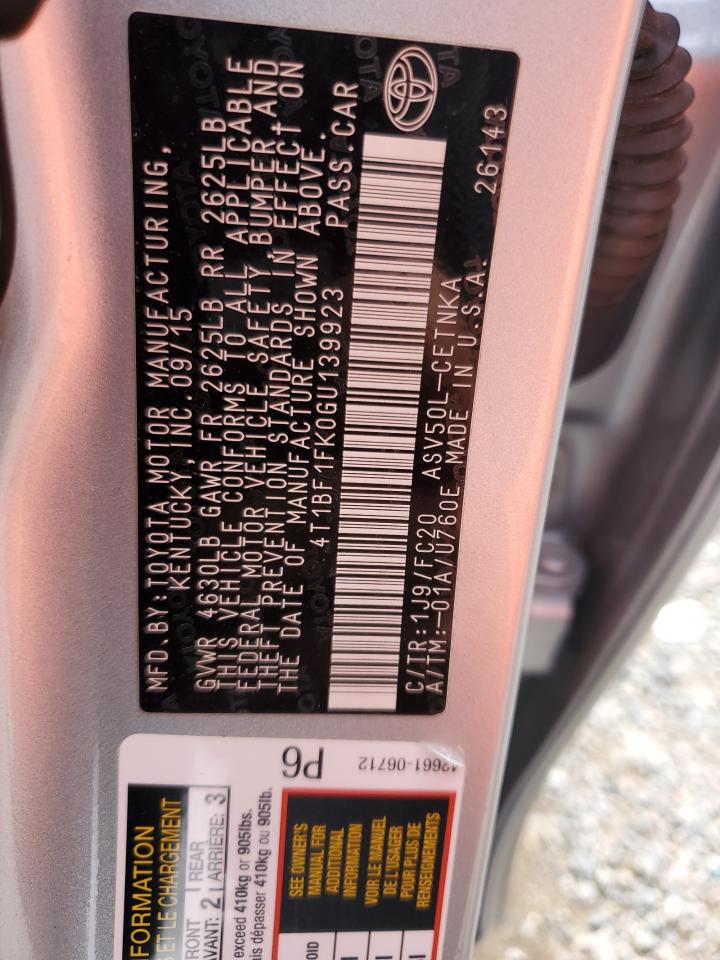 MFD.BY:TOYOTA MOTOR MANUFACTURING,
KENTUCKY,INC.09/15
GVWR 4630LB GAWR FR 2625LB RR 2625LB
THIS VEHICLE CONFORMS TO ALL APPLICABLE
FEDERAL MOTOR VEHICLE SAFETY,BUMPER AND
THEFT PREVENTION STANDARDS IN EFFECT ON
THE DATE OF MANUFACTURE SHOWN ABOVE.
4T1BF1FK0GU139923 PASS CAR
C/TR:1J9/FC20 ASV50L-CETNKA
A/TM:-01A/U760E MADE IN U.S.A. 26143
P6
42661-06712
FORMATION
ET LE CHARGEMENT
FRONT REAR
AVANT: 2 ARRIÈRE: 3
exceed 410kg or 905lbs.
ais dépasser 410kg ou 905lb.
SEE OWNER'S
MANUAL FOR
ADDITIONAL
INFORMATION
VOIR LE MANUEL
DE L'USAGER
POUR PLUS DE
RENSEIGNEMENTS